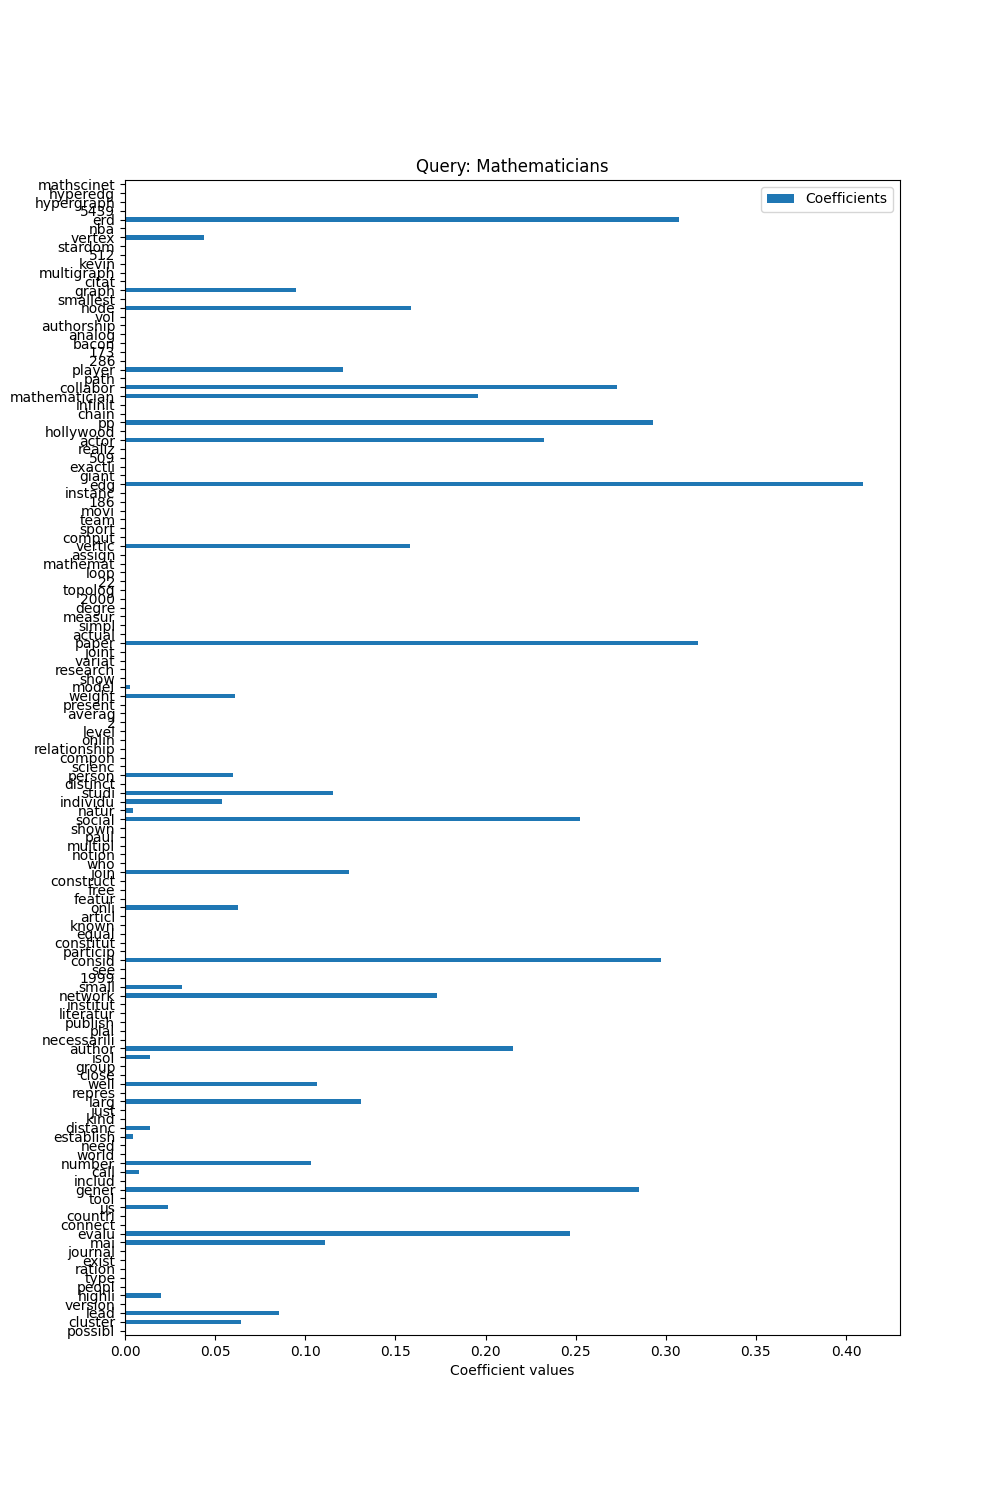 Query: Mathematicians
Coefficients
mathscinet
hyperedg
hypergraph
5459
erd
nba
vertex
stardom
512
kevin
multigraph
citat
graph
smallest
node
vol
authorship
analog
bacon
173
286
player
path
collabor
mathematician
infinit
chain
pp
hollywood
actor
realiz
509
exactli
giant
edg
instanc
186
movi
team
sport
comput
vertic
assign
mathemat
loop
22
topolog
2000
degre
measur
simpl
actual
paper
joint
variat
research
show
model
weight
present
averag
2
level
onlin
relationship
compon
scienc
person
distinct
studi
individu
natur
social
shown
paul
multipl
notion
who
join
construct
free
featur
onli
articl
known
equal
constitut
particip
consid
see
1999
small
network
institut
literatur
publish
plai
necessarili
author
isol
group
close
well
repres
larg
just
kind
distanc
establish
need
world
number
call
includ
gener
tool
us
countri
connect
evalu
mai
journal
exist
ration
type
peopl
highli
version
lead
cluster
possibl
0.00 0.05 0.10 0.15 0.20 0.25 0.30 0.35 0.40
Coefficient values